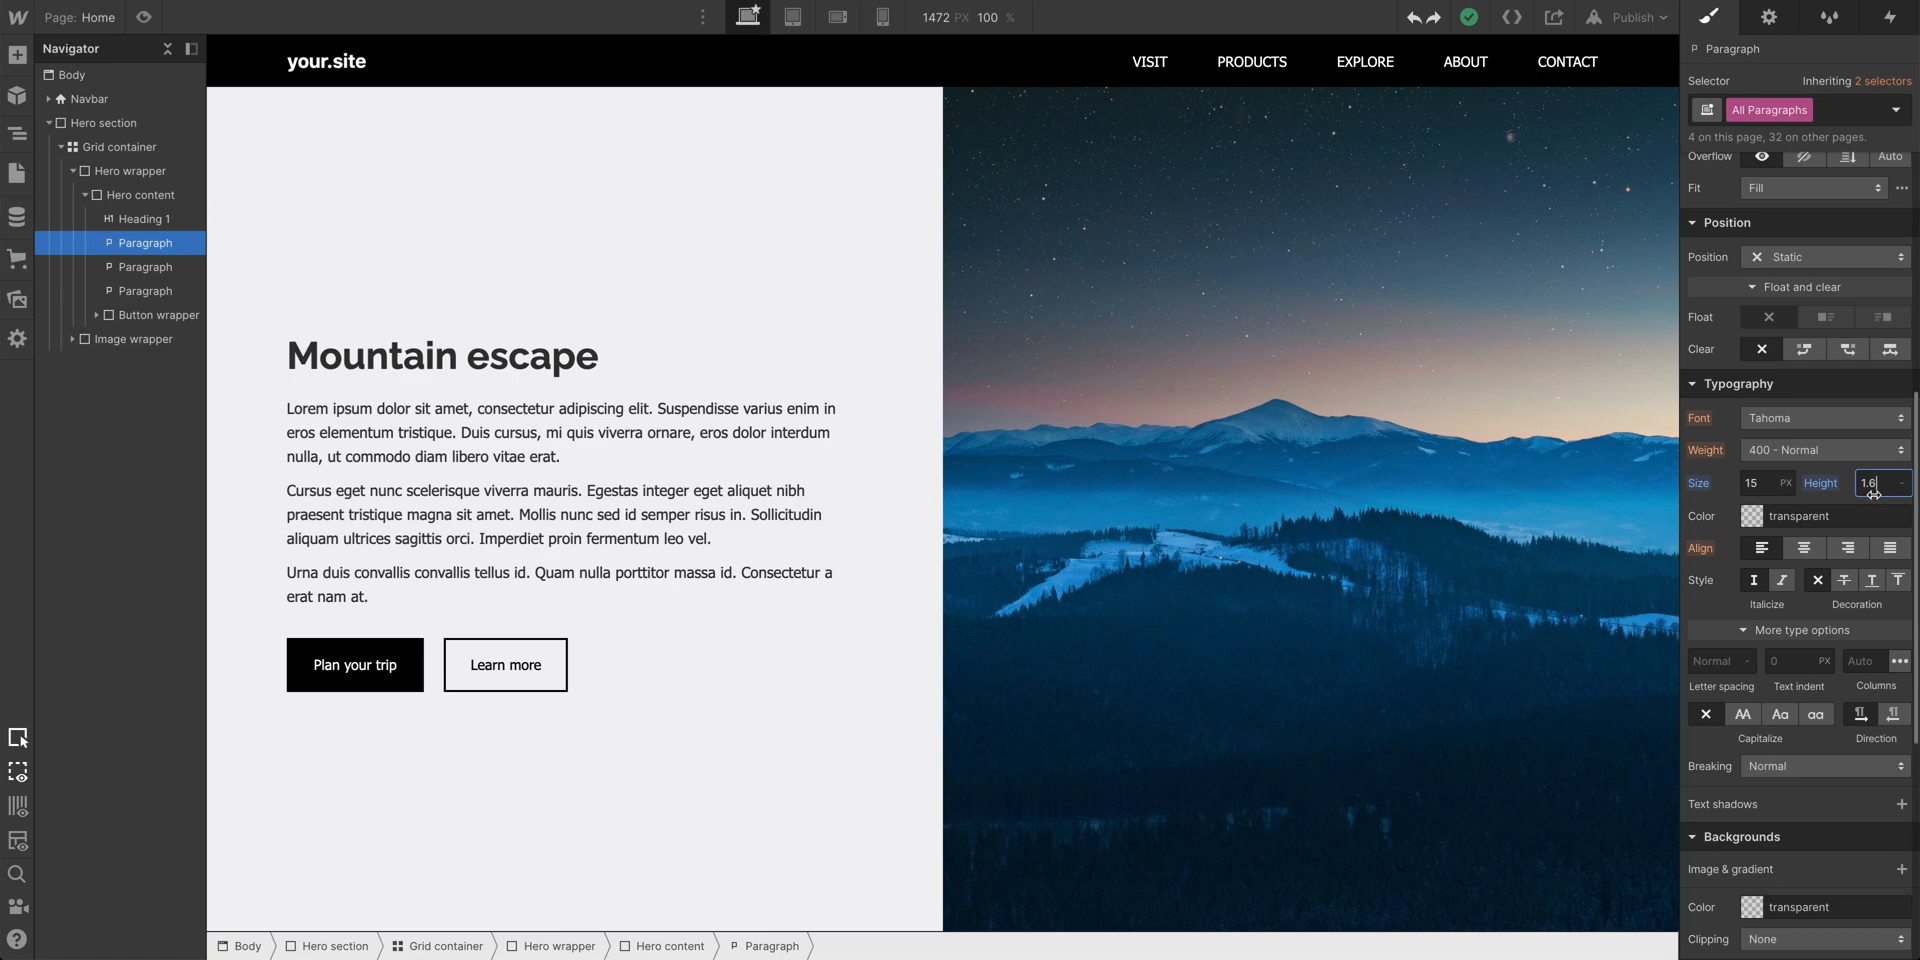 Page: Home
1472 PX 100 %
Publish
Navigator
Body
Navbar
Hero section
Grid container
Hero wrapper
Hero content
H1 Heading 1
P Paragraph
P Paragraph
P Paragraph
Button wrapper
Image wrapper
your.site
VISIT PRODUCTS EXPLORE ABOUT CONTACT
Mountain escape
Lorem ipsum dolor sit amet, consectetur adipiscing elit. Suspendisse varius enim in
eros elementum tristique. Duis cursus, mi quis viverra ornare, eros dolor interdum
nulla, ut commodo diam libero vitae erat.
Cursus eget nunc scelerisque viverra mauris. Egestas integer eget aliquet nibh
praesent tristique magna sit amet. Mollis nunc sed id semper risus in. Sollicitudin
aliquam ultrices sagittis orci. Imperdiet proin fermentum leo vel.
Urna duis convallis convallis tellus id. Quam nulla porttitor massa id. Consectetur a
erat nam at.
Plan your trip
Learn more
Body Hero section Grid container Hero wrapper Hero content P Paragraph
P Paragraph
Selector Inheriting 2 selectors
All Paragraphs
4 on this page, 32 on other pages.
Overflow Auto
Fit Fill
Position
Position Static
Float and clear
Float
Clear
Typography
Font Tahoma
Weight 400 - Normal
Size 15 PX Height 1.6 -
Color transparent
Align
Style
Italicize Decoration
More type options
Normal - 0 PX Auto
Letter spacing Text indent Columns
AA Aa aa
Capitalize Direction
Breaking Normal
Text shadows
Backgrounds
Image & gradient
Color transparent
Clipping None